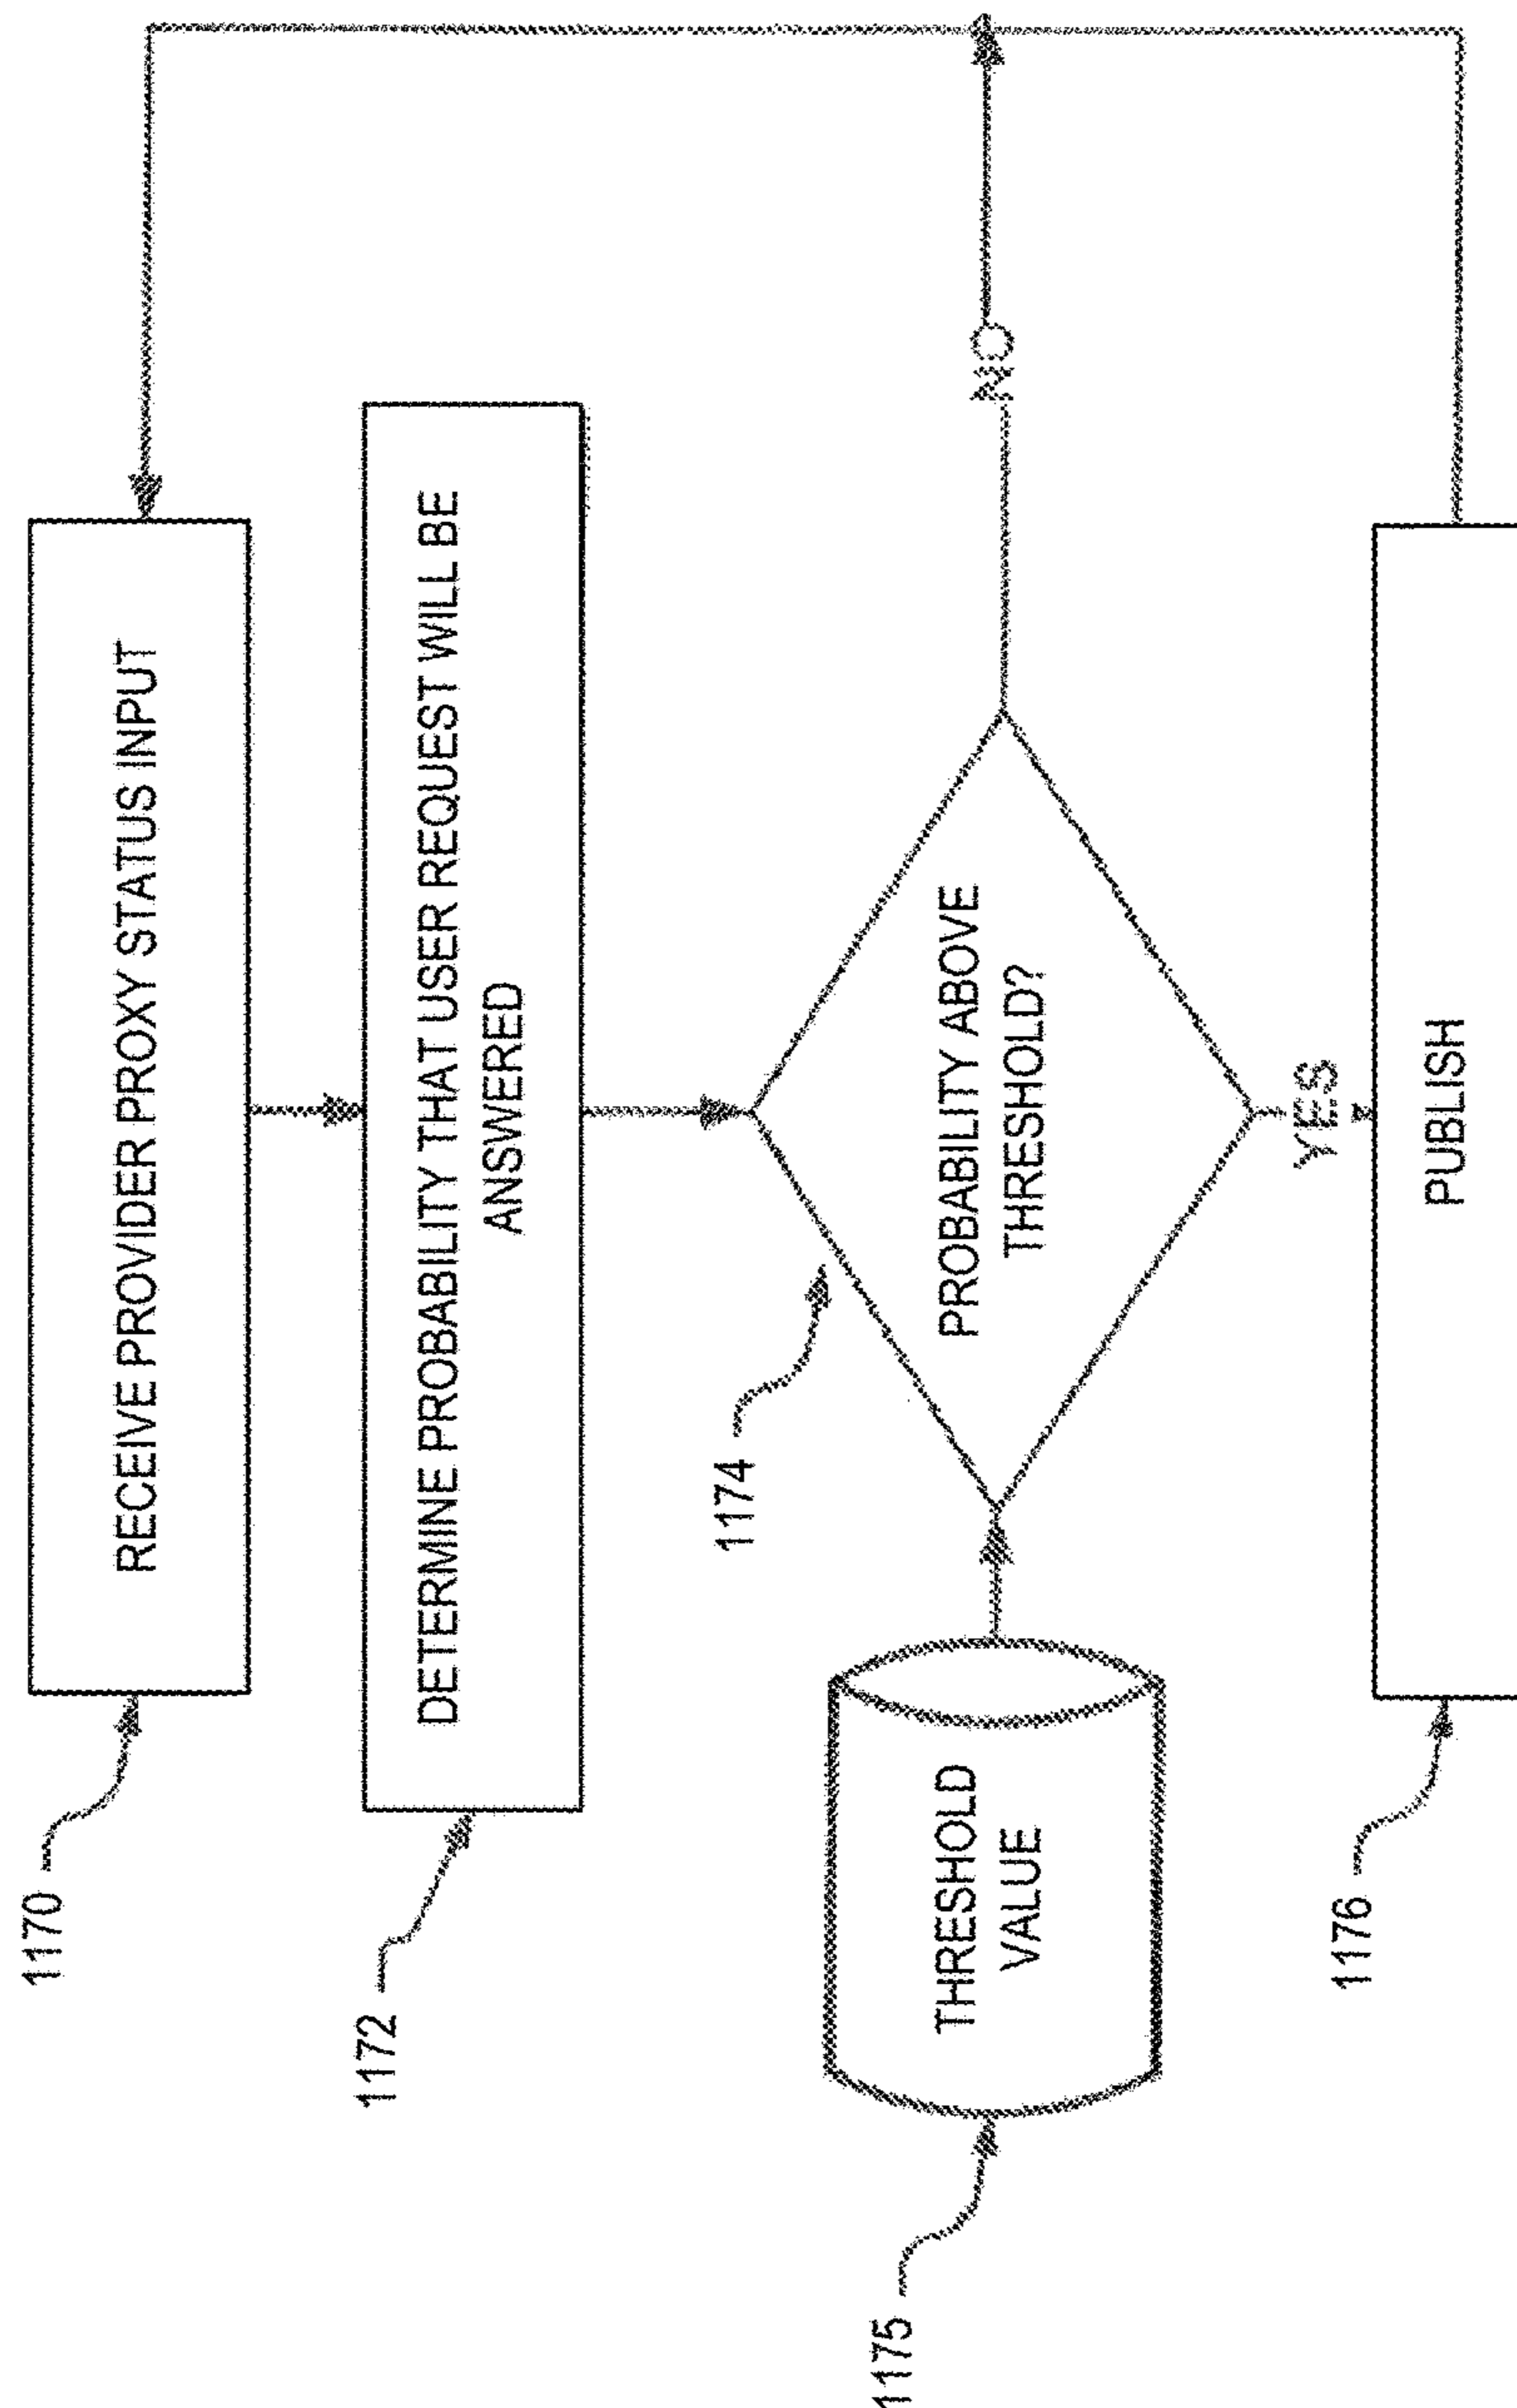 1170
RECEIVE PROVIDER PROXY STATUS INPUT
1172
DETERMINE PROBABILITY THAT USER REQUEST WILL BE
ANSWERED
1174
PROBABILITY ABOVE
THRESHOLD?
NO
1175
THRESHOLD
VALUE
YES
1176
PUBLISH